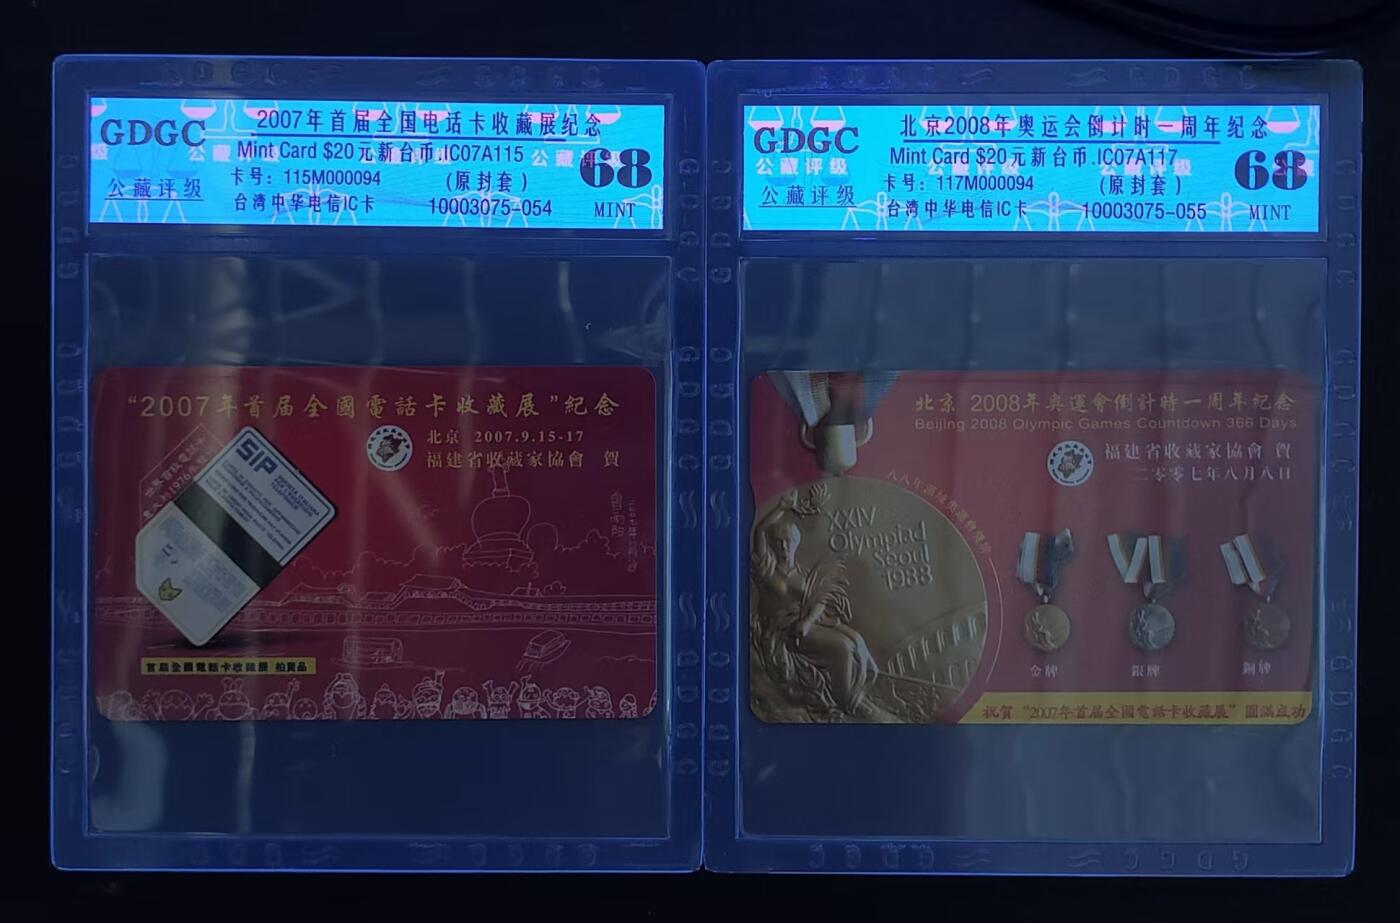 GDGC
公藏评级
2007年首届全国电话卡收藏展纪念
Mint Card $20元新台币.IC07A115
卡号：115M000094
（原封套）
台湾中华电信IC卡
10003075-054
68
MINT
“2007年首届全國電話卡收藏展”紀念
北京 2007.9.15-17
福建省收藏家協會 贺
SIP
首届全國電話卡收藏展 拍賣品
GDGC
公藏评级
北京2008年奥运会倒计时一周年纪念
Mint Card $20元新台币.IC07A117
卡号：117M000094
（原封套）
台湾中华电信IC卡
10003075-055
68
MINT
北京 2008年奥運會倒計時一周年紀念
Beijing 2008 Olympic Games Countdown 366 Days
福建省收藏家協會 贺
二零零七年八月八日
XXIV
Olympiad
Seoul
1988
金牌
銀牌
銅牌
祝賀“2007年首届全國電話卡收藏展”圓滿成功